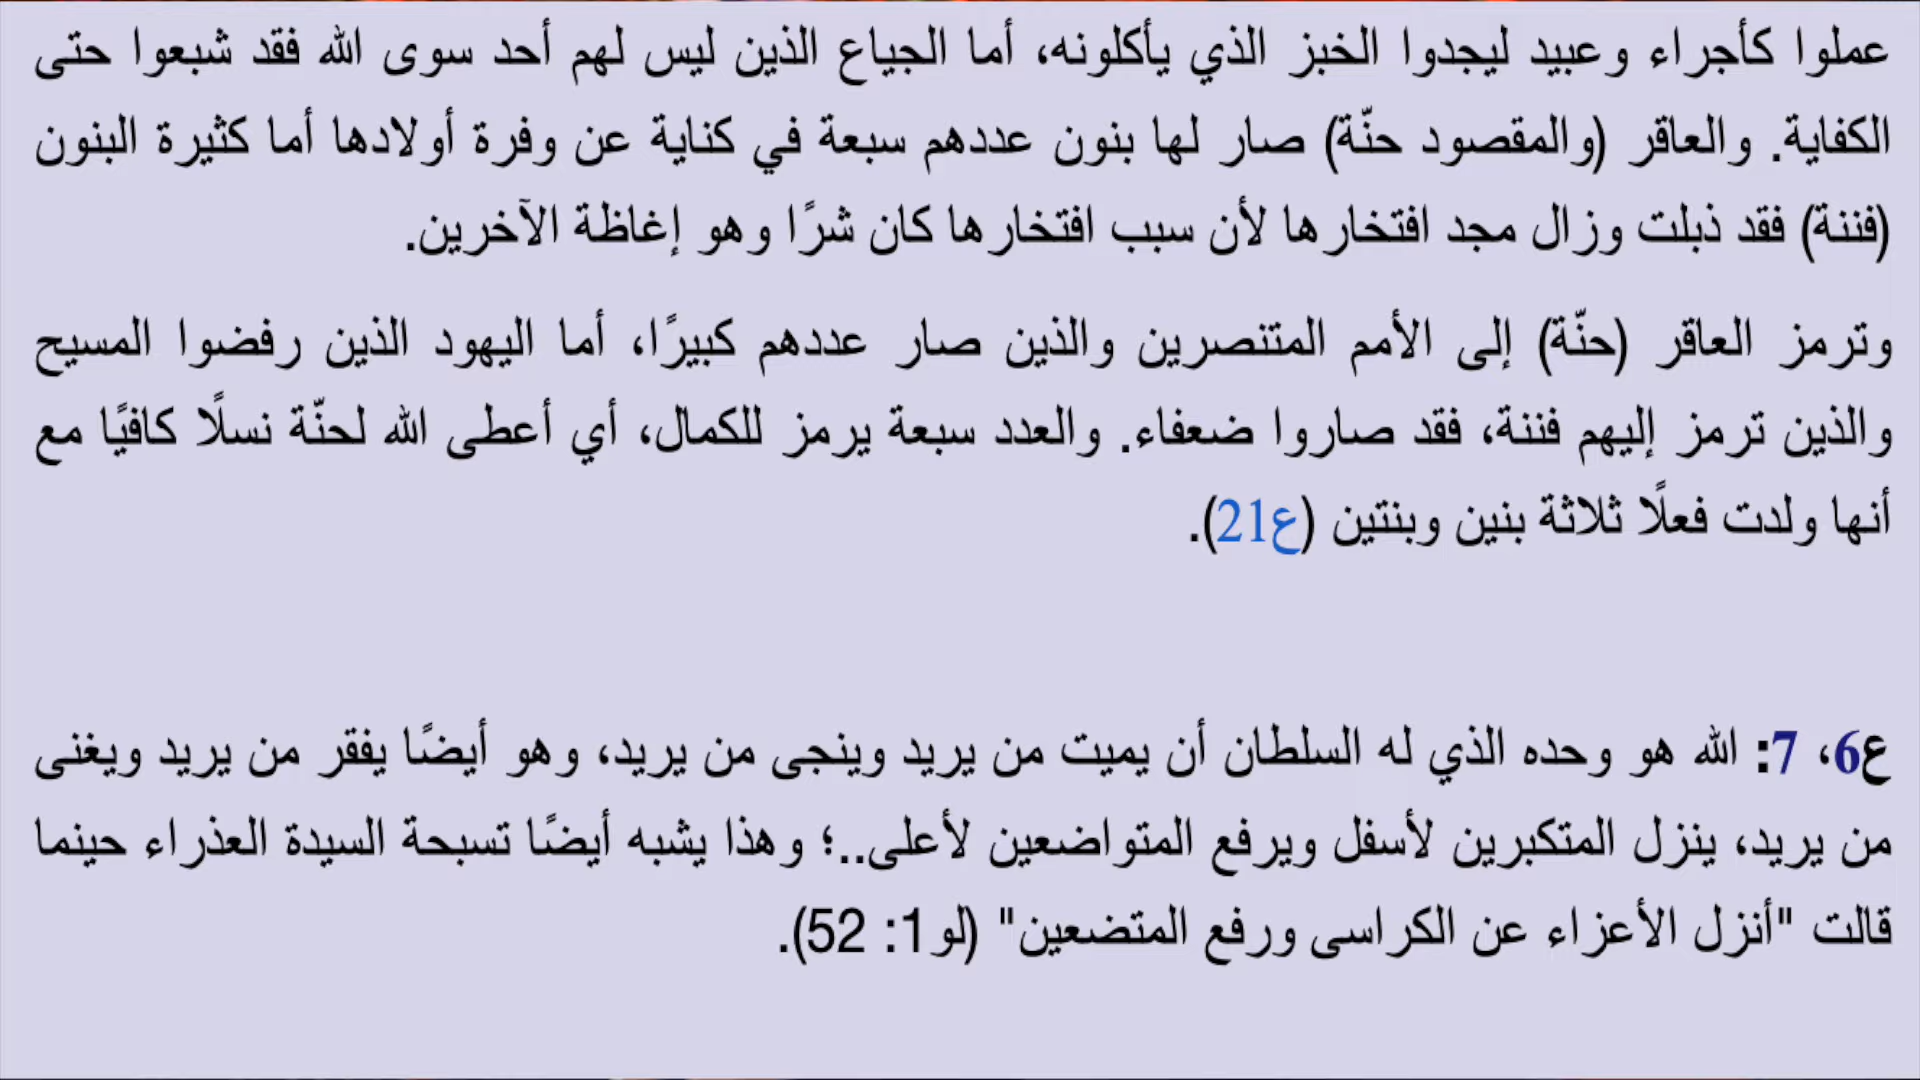 عملوا كأجراء وعبيد ليجدوا الخبز الذي يأكلونه، أما الجياع الذين ليس لهم أحد سوى الله فقد شبعوا حتى
الكفاية. والعاقر (والمقصود حنّة) صار لها بنون عددهم سبعة في كناية عن وفرة أولادها أما كثيرة البنون
(فننة) فقد ذبلت وزال مجد افتخارها لأن سبب افتخارها كان شرًا وهو إغاظة الآخرين.
وترمز العاقر (حنّة) إلى الأمم المتنصرين والذين صار عددهم كبيرًا، أما اليهود الذين رفضوا المسيح
والذين ترمز إليهم فننة، فقد صاروا ضعفاء. والعدد سبعة يرمز للكمال، أي أعطى الله لحنّة نسلًا كافيًا مع
أنها ولدت فعلًا ثلاثة بنين وبنتين (ع21).
ع6، 7: الله هو وحده الذي له السلطان أن يميت من يريد وينجى من يريد، وهو أيضًا يفقر من يريد ويغنى
من يريد، ينزل المتكبرين لأسفل ويرفع المتواضعين لأعلى..؛ وهذا يشبه أيضًا تسبحة السيدة العذراء حينما
قالت "أنزل الأعزاء عن الكراسى ورفع المتضعين" (لو1: 52).